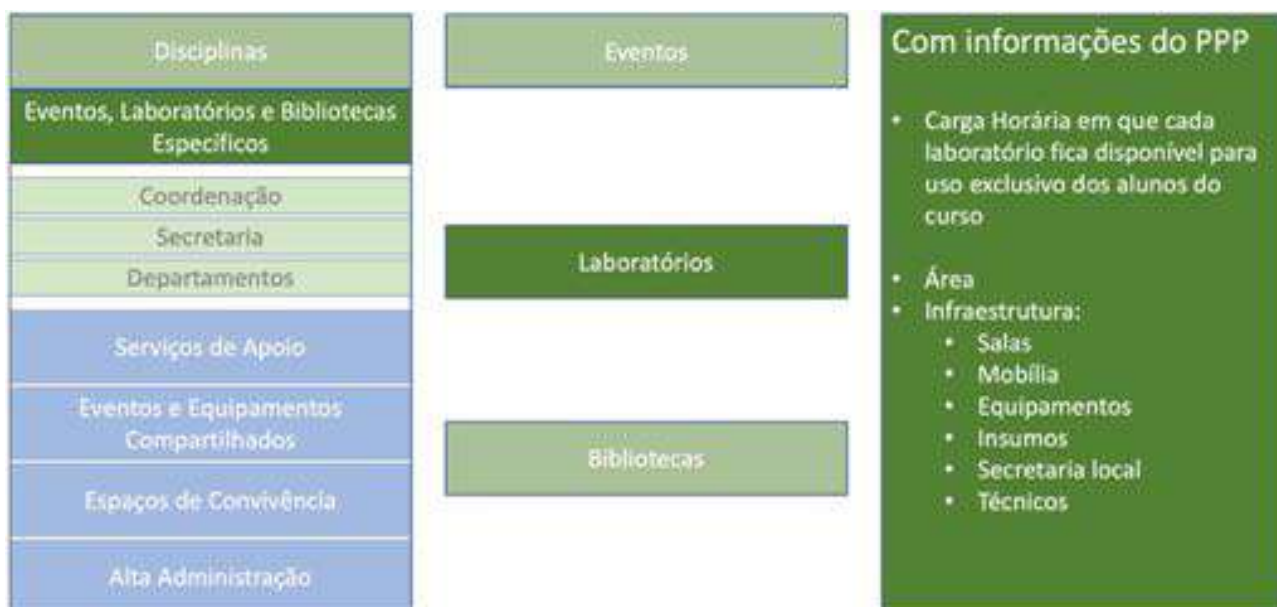 Disciplinas
Eventos, Laboratórios e Bibliotecas
Específicos
Coordenação
Secretaria
Departamentos
Serviços de Apoio
Eventos e Equipamentos
Compartilhados
Espaços de Convivência
Alta Administração
Eventos
Laboratórios
Bibliotecas
Com informações do PPP
• Carga Horária em que cada
laboratório fica disponível para
uso exclusivo dos alunos do
curso
• Área
• Infraestrutura:
• Salas
• Mobília
• Equipamentos
• Insumos
• Secretaria local
• Técnicos